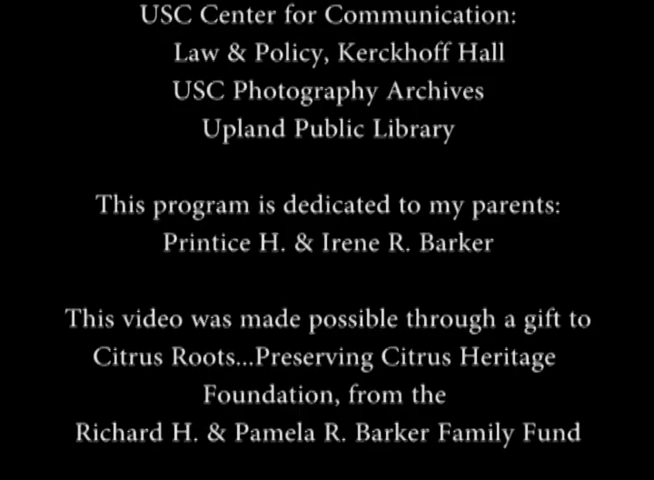 USC Center for Communication:
Law & Policy, Kerckhoff Hall
USC Photography Archives
Upland Public Library
This program is dedicated to my parents:
Printice H. & Irene R. Barker
This video was made possible through a gift to
Citrus Roots...Preserving Citrus Heritage
Foundation, from the
Richard H. & Pamela R. Barker Family Fund